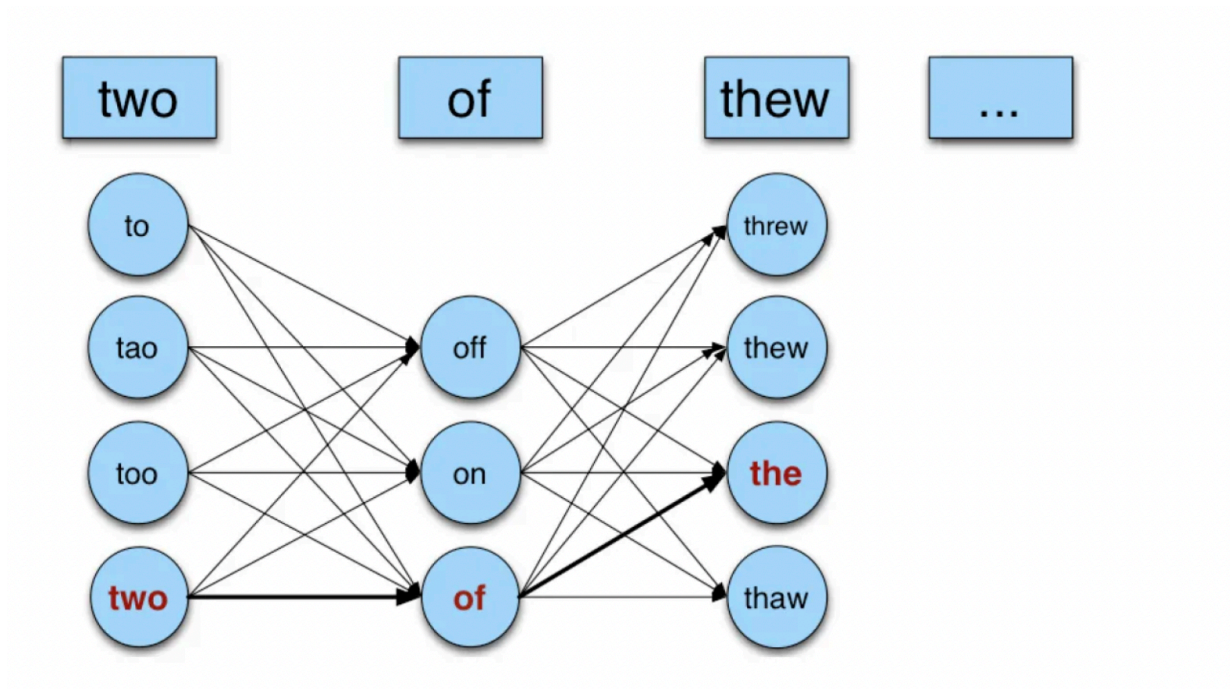 two of thew ...
to threw
tao off thew
too on the
two of thaw